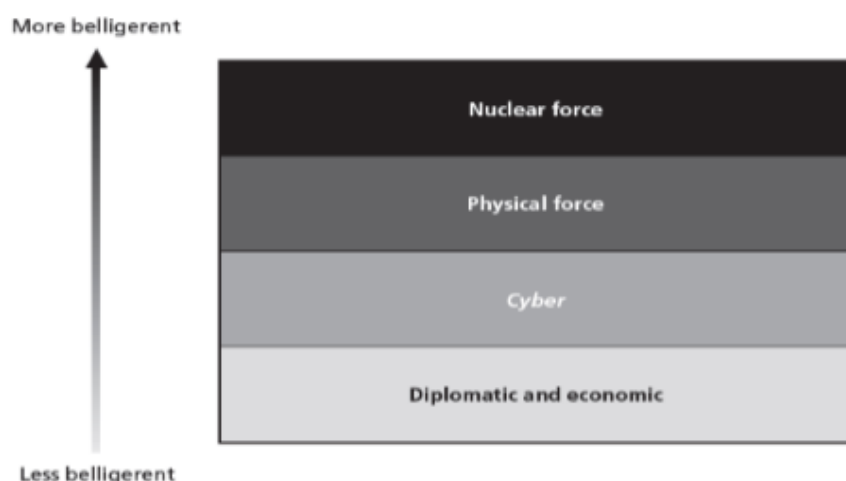 More belligerent
Nuclear force
Physical force
Cyber
Diplomatic and economic
Less belligerent